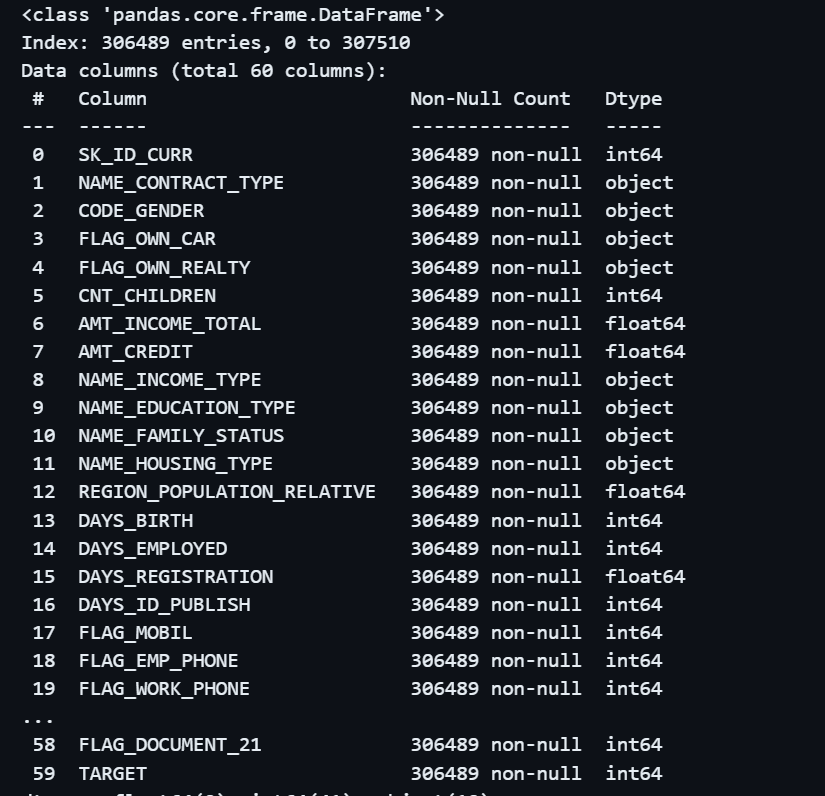 <class 'pandas.core.frame.DataFrame'>
Index: 306489 entries, 0 to 307510
Data columns (total 60 columns):
 #   Column                       Non-Null Count   Dtype
---  ------                       --------------   -----
 0   SK_ID_CURR                   306489 non-null  int64
 1   NAME_CONTRACT_TYPE           306489 non-null  object
 2   CODE_GENDER                  306489 non-null  object
 3   FLAG_OWN_CAR                 306489 non-null  object
 4   FLAG_OWN_REALTY              306489 non-null  object
 5   CNT_CHILDREN                 306489 non-null  int64
 6   AMT_INCOME_TOTAL             306489 non-null  float64
 7   AMT_CREDIT                   306489 non-null  float64
 8   NAME_INCOME_TYPE             306489 non-null  object
 9   NAME_EDUCATION_TYPE          306489 non-null  object
 10  NAME_FAMILY_STATUS           306489 non-null  object
 11  NAME_HOUSING_TYPE            306489 non-null  object
 12  REGION_POPULATION_RELATIVE   306489 non-null  float64
 13  DAYS_BIRTH                   306489 non-null  int64
 14  DAYS_EMPLOYED                306489 non-null  int64
 15  DAYS_REGISTRATION            306489 non-null  float64
 16  DAYS_ID_PUBLISH              306489 non-null  int64
 17  FLAG_MOBIL                   306489 non-null  int64
 18  FLAG_EMP_PHONE               306489 non-null  int64
 19  FLAG_WORK_PHONE              306489 non-null  int64
...
 58  FLAG_DOCUMENT_21             306489 non-null  int64
 59  TARGET                       306489 non-null  int64